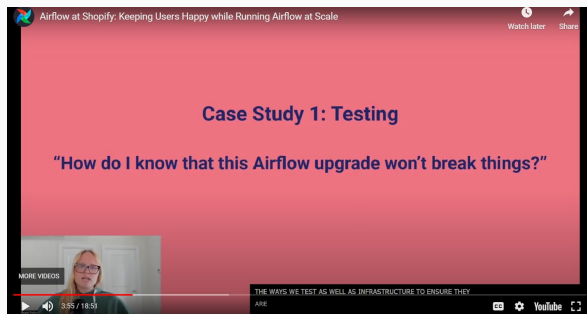 Airflow at Shopify: Keeping Users Happy while Running Airflow at Scale
Watch later
Share
Case Study 1: Testing
“How do I know that this Airflow upgrade won’t break things?”
MORE VIDEOS
THE WAYS WE TEST AS WELL AS INFRASTRUCTURE TO ENSURE THEY
ARE
3:55 / 18:51
CC
YouTube